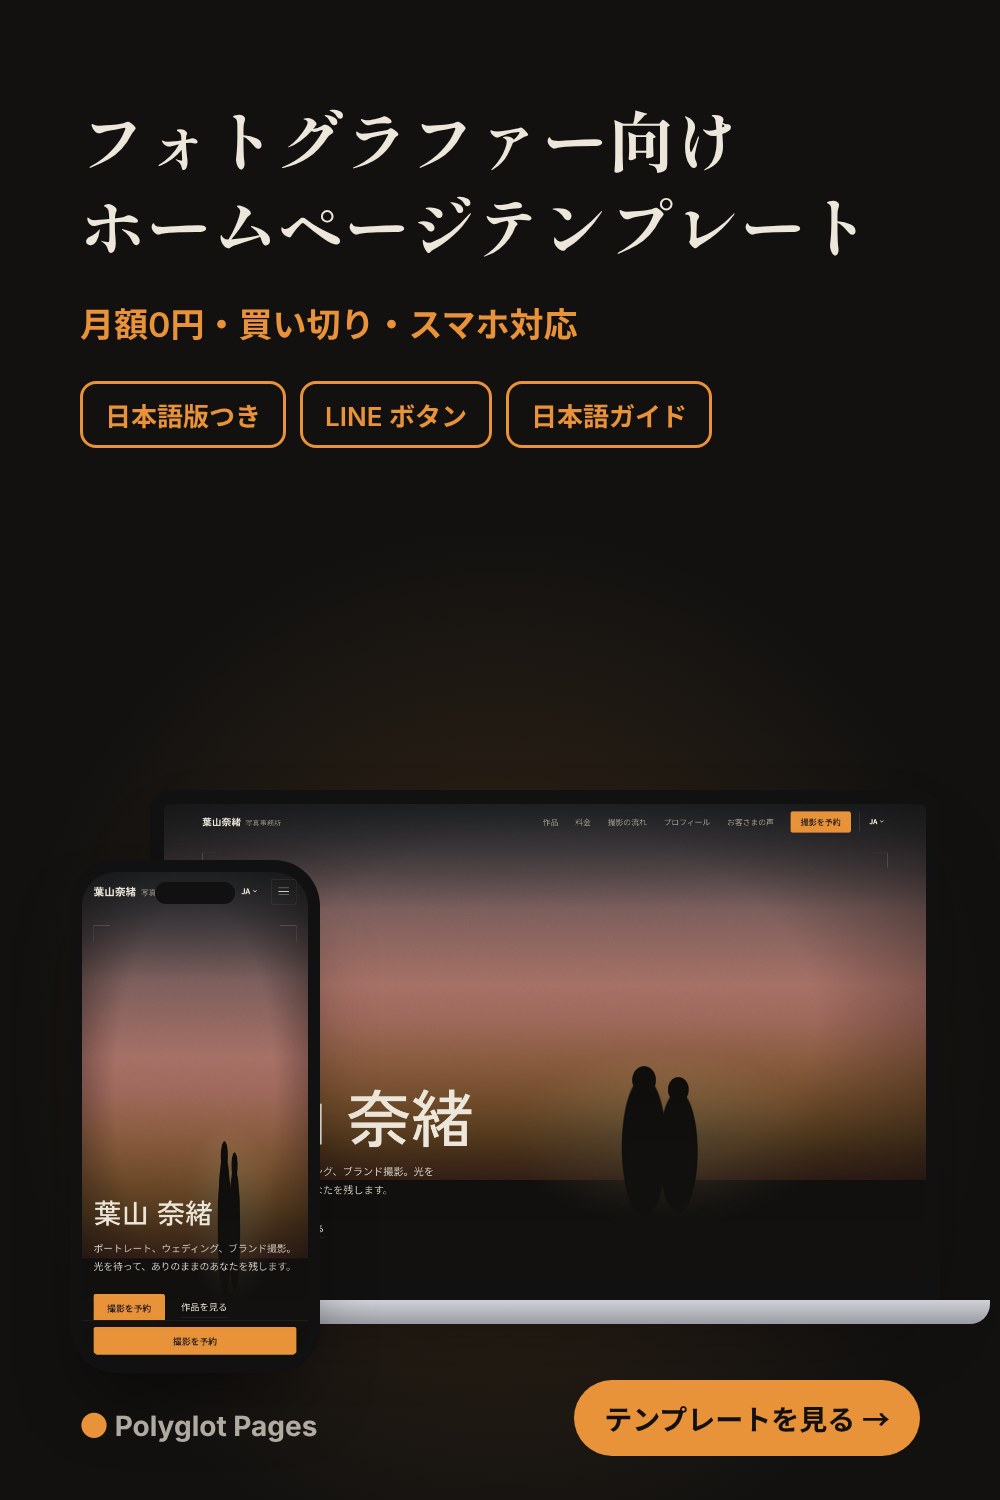 フォトグラファー向け
ホームページテンプレート
月額0円・買い切り・スマホ対応
日本語版つき
LINE ボタン
日本語ガイド
葉山奈緒 写真事務所
作品 料金 撮影の流れ プロフィール お客さまの声 撮影を予約 JA
奈緒
グ、ブランド撮影。光を
なたを残します。
る
葉山奈緒 写真 JA
葉山 奈緒
ポートレート、ウェディング、ブランド撮影。
光を待って、ありのままのあなたを残します。
撮影を予約 作品を見る
撮影を予約
Polyglot Pages
テンプレートを見る →